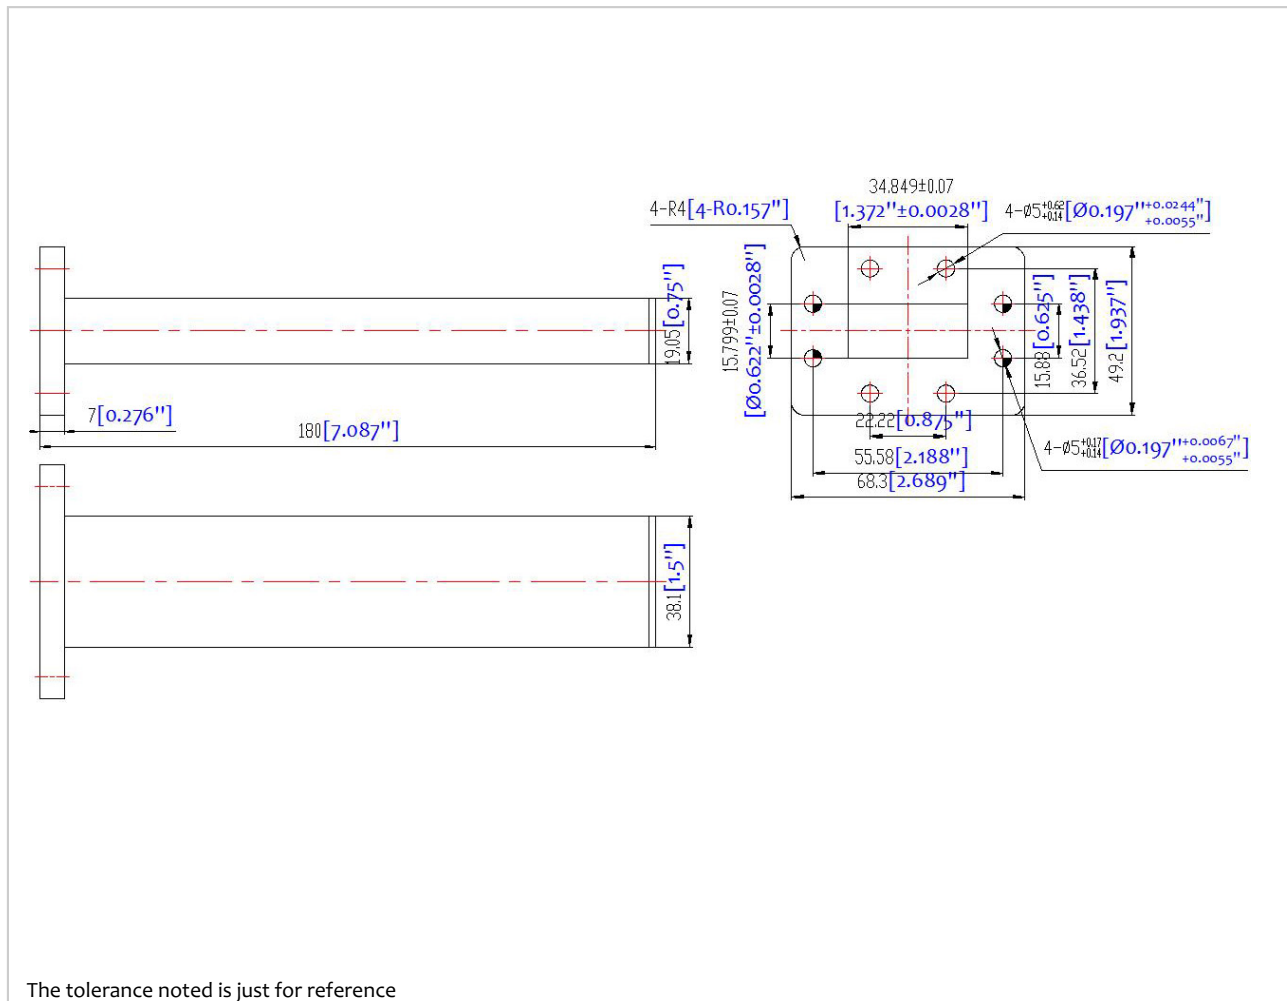 34.849±0.07
4-R4[4-R0.157"]
[1.372"±0.0028"]
4-ø5+0.62+0.14[Ø0.197"+0.0244"+0.0055"]
19.05[0.75"]
15.799±0.07
[Ø0.622"±0.0028"]
15.88[0.625"]
36.52[1.438"]
49.2[1.937"]
7[0.276"]
180[7.087"]
22.22[0.875"]
4-ø5+0.17+0.14[Ø0.197"+0.0067"+0.0055"]
55.58[2.188"]
68.3[2.689"]
38.1[1.5"]
The tolerance noted is just for reference